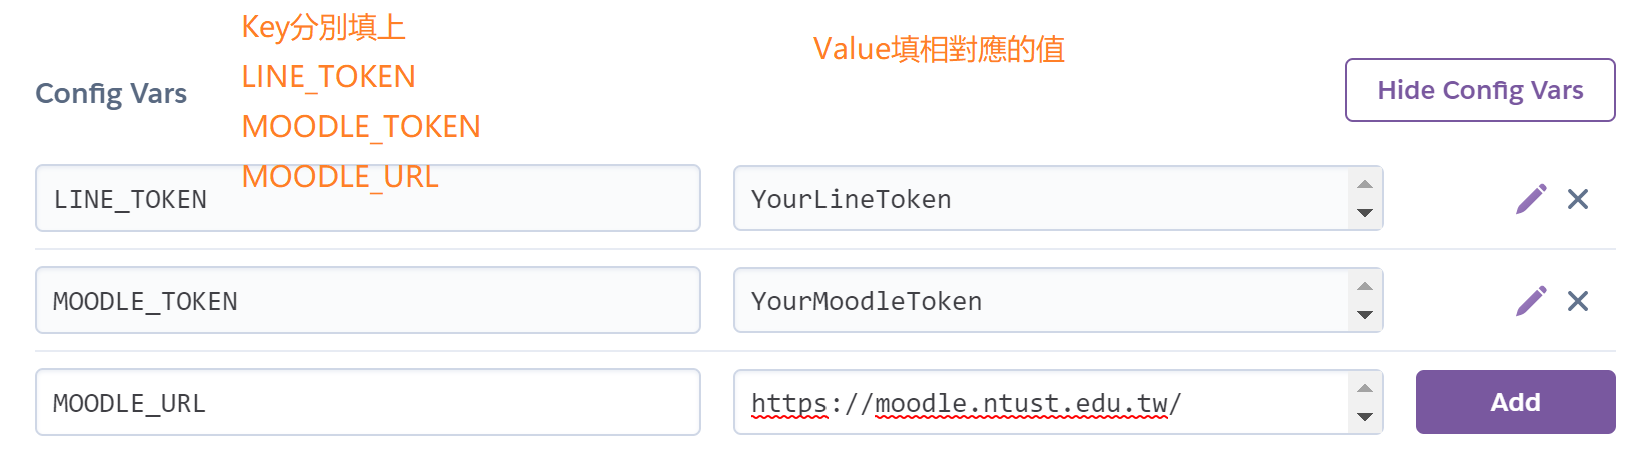 Key分別填上
LINE_TOKEN
MOODLE_TOKEN
MOODLE_URL
Value填相對應的值
Config Vars
Hide Config Vars
LINE_TOKEN YourLineToken
MOODLE_TOKEN YourMoodleToken
MOODLE_URL https://moodle.ntust.edu.tw/ Add